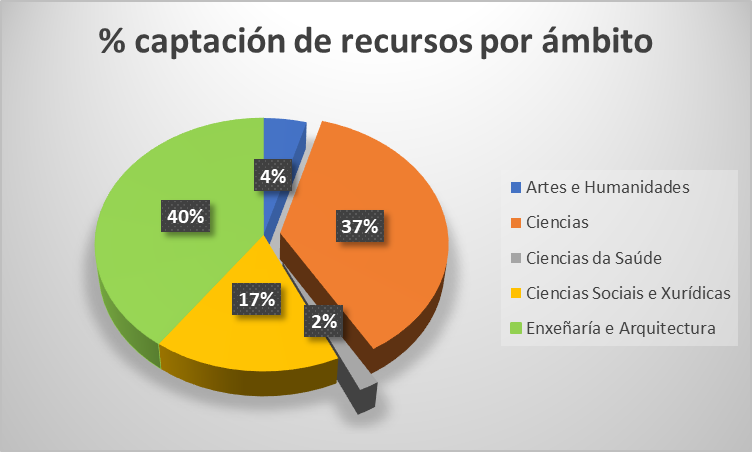 % captación de recursos por ámbito
4%
37%
40%
17%
2%
Artes e Humanidades
Ciencias
Ciencias da Saúde
Ciencias Sociais e Xurídicas
Enxeñaría e Arquitectura